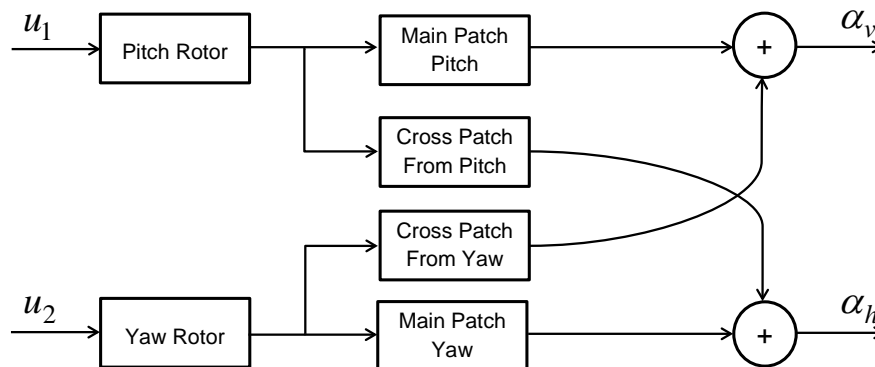 u₁
Pitch Rotor
Main Patch
Pitch
+
αᵥ
Cross Patch
From Pitch
Cross Patch
From Yaw
u₂
Yaw Rotor
Main Patch
Yaw
+
αₕ